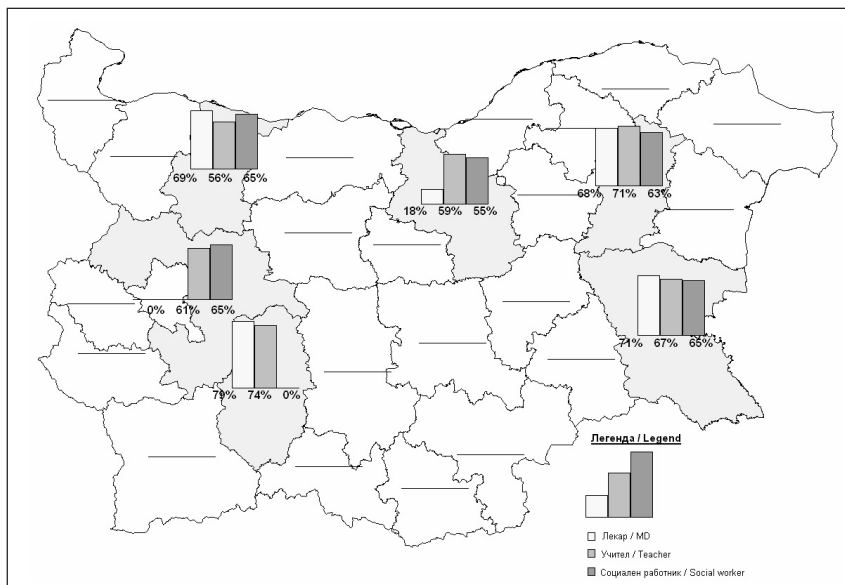 69% 56% 65%
18% 59% 55%
68% 71% 63%
0% 61% 65%
71% 67% 65%
79% 74% 0%
Легенда / Legend
Лекар / MD
Учител / Teacher
Социален работник / Social worker